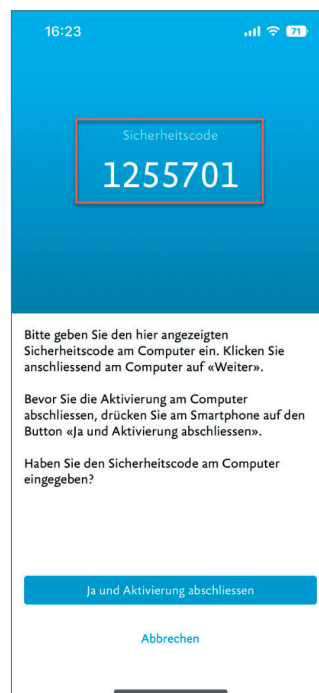 16:23
71
Sicherheitscode
1255701
Bitte geben Sie den hier angezeigten
Sicherheitscode am Computer ein. Klicken Sie
anschliessend am Computer auf «Weiter».
Bevor Sie die Aktivierung am Computer
abschliessen, drücken Sie am Smartphone auf den
Button «Ja und Aktivierung abschliessen».
Haben Sie den Sicherheitscode am Computer
eingegeben?
Ja und Aktivierung abschliessen
Abbrechen